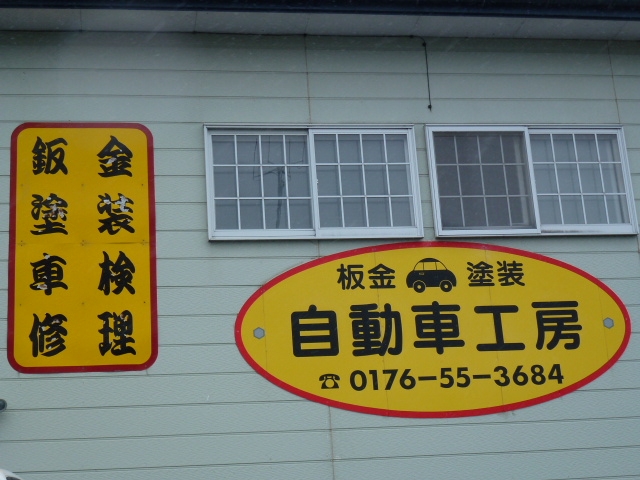 鈑金
塗装
車検
修理
板金 塗装
自動車工房
☎ 0176-55-3684